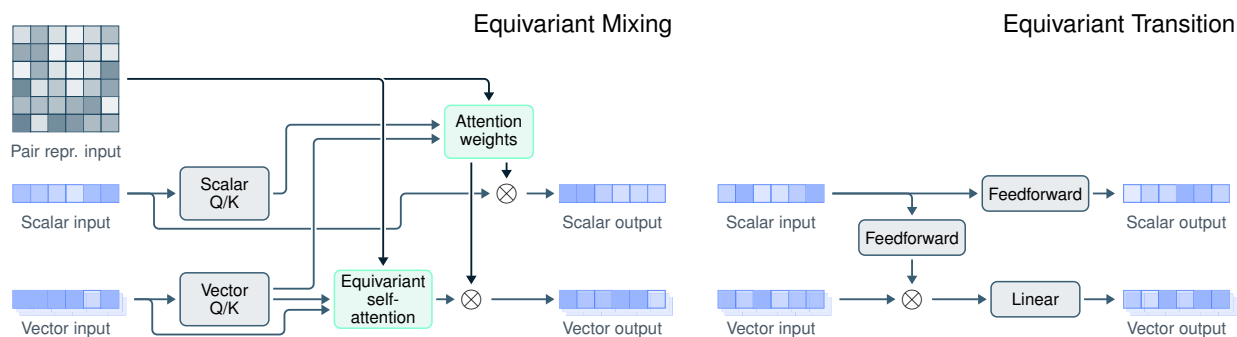 Equivariant Mixing
Pair repr. input
Attention
weights
Scalar
Q/K
Scalar input
Scalar output
Vector
Q/K
Equivariant
self-
attention
Vector input
Vector output
Equivariant Transition
Scalar input
Feedforward
Scalar output
Feedforward
Vector input
Linear
Vector output